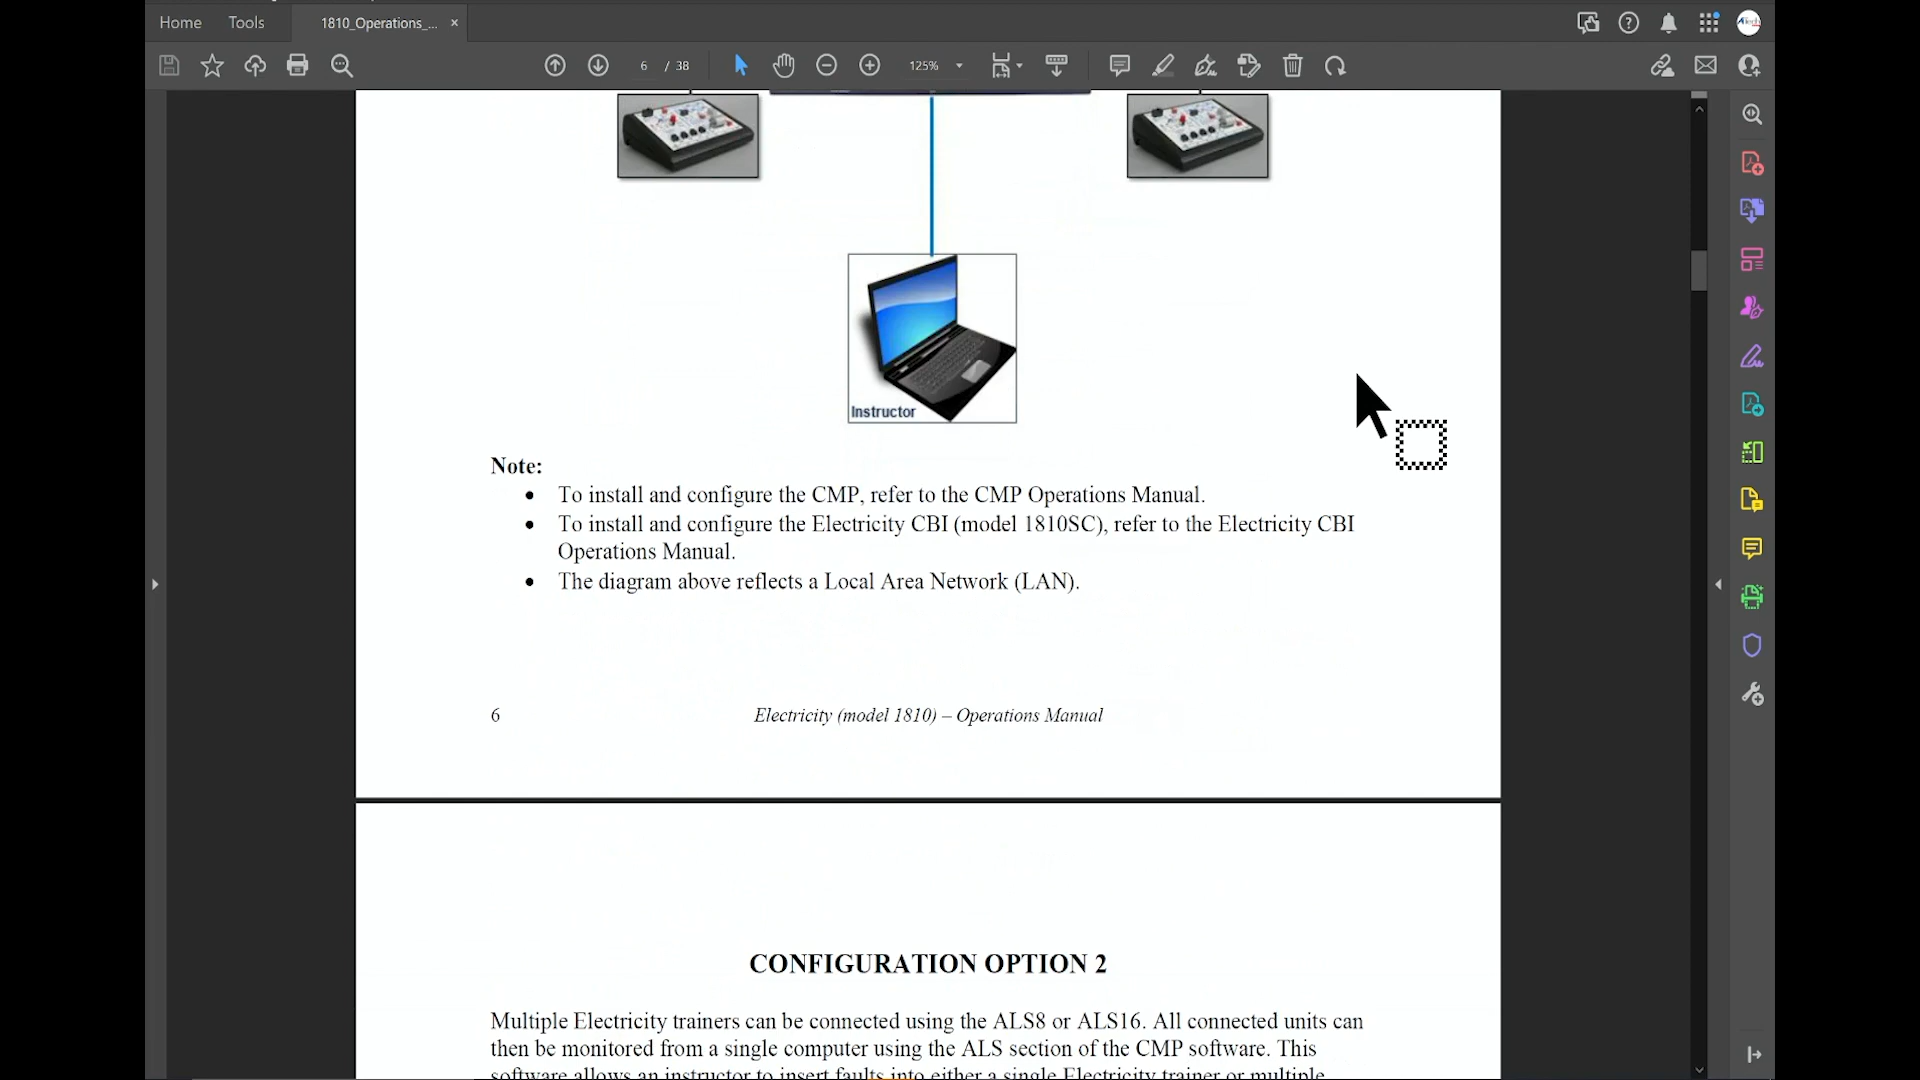 Home
Tools
1810_Operations_...
6 / 38
125%
Instructor
Note:
• To install and configure the CMP, refer to the CMP Operations Manual.
• To install and configure the Electricity CBI (model 1810SC), refer to the Electricity CBI
Operations Manual.
• The diagram above reflects a Local Area Network (LAN).
6
Electricity (model 1810) – Operations Manual
CONFIGURATION OPTION 2
Multiple Electricity trainers can be connected using the ALS8 or ALS16. All connected units can
then be monitored from a single computer using the ALS section of the CMP software. This
software allows an instructor to insert faults into either a single Electricity trainer or multiple